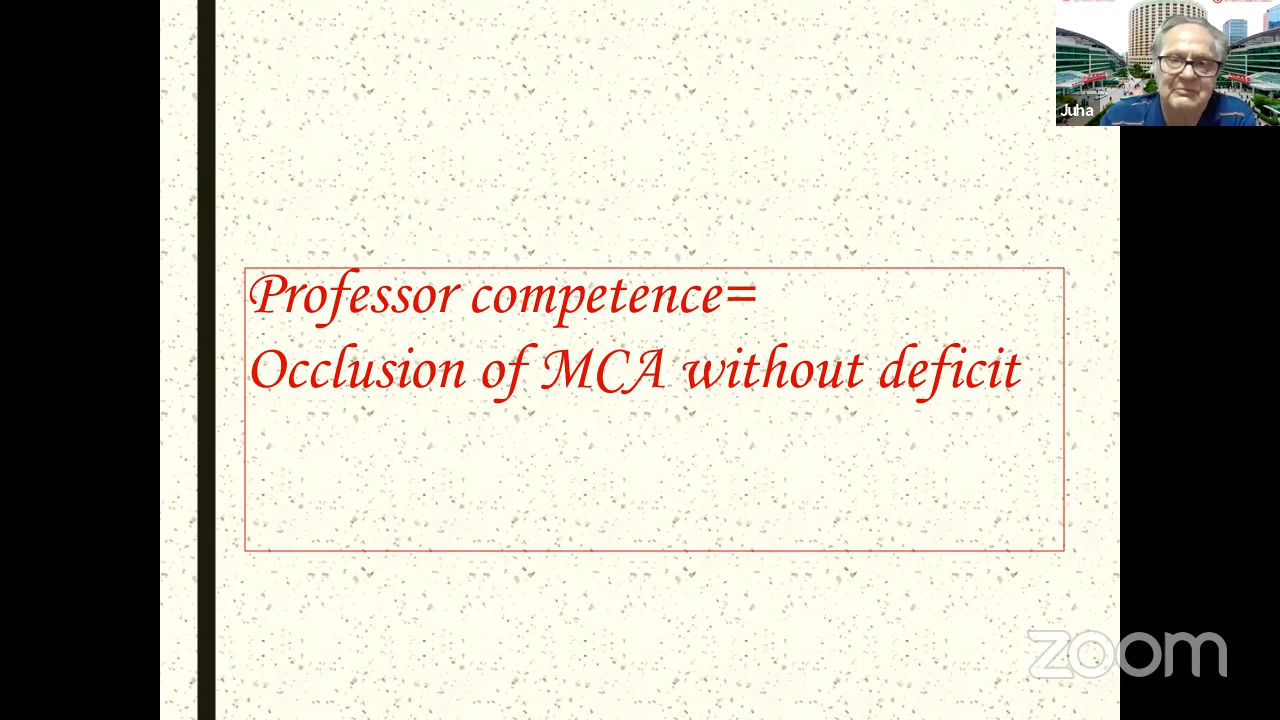 Juha
Professor competence=
Occlusion of MCA without deficit
zoom